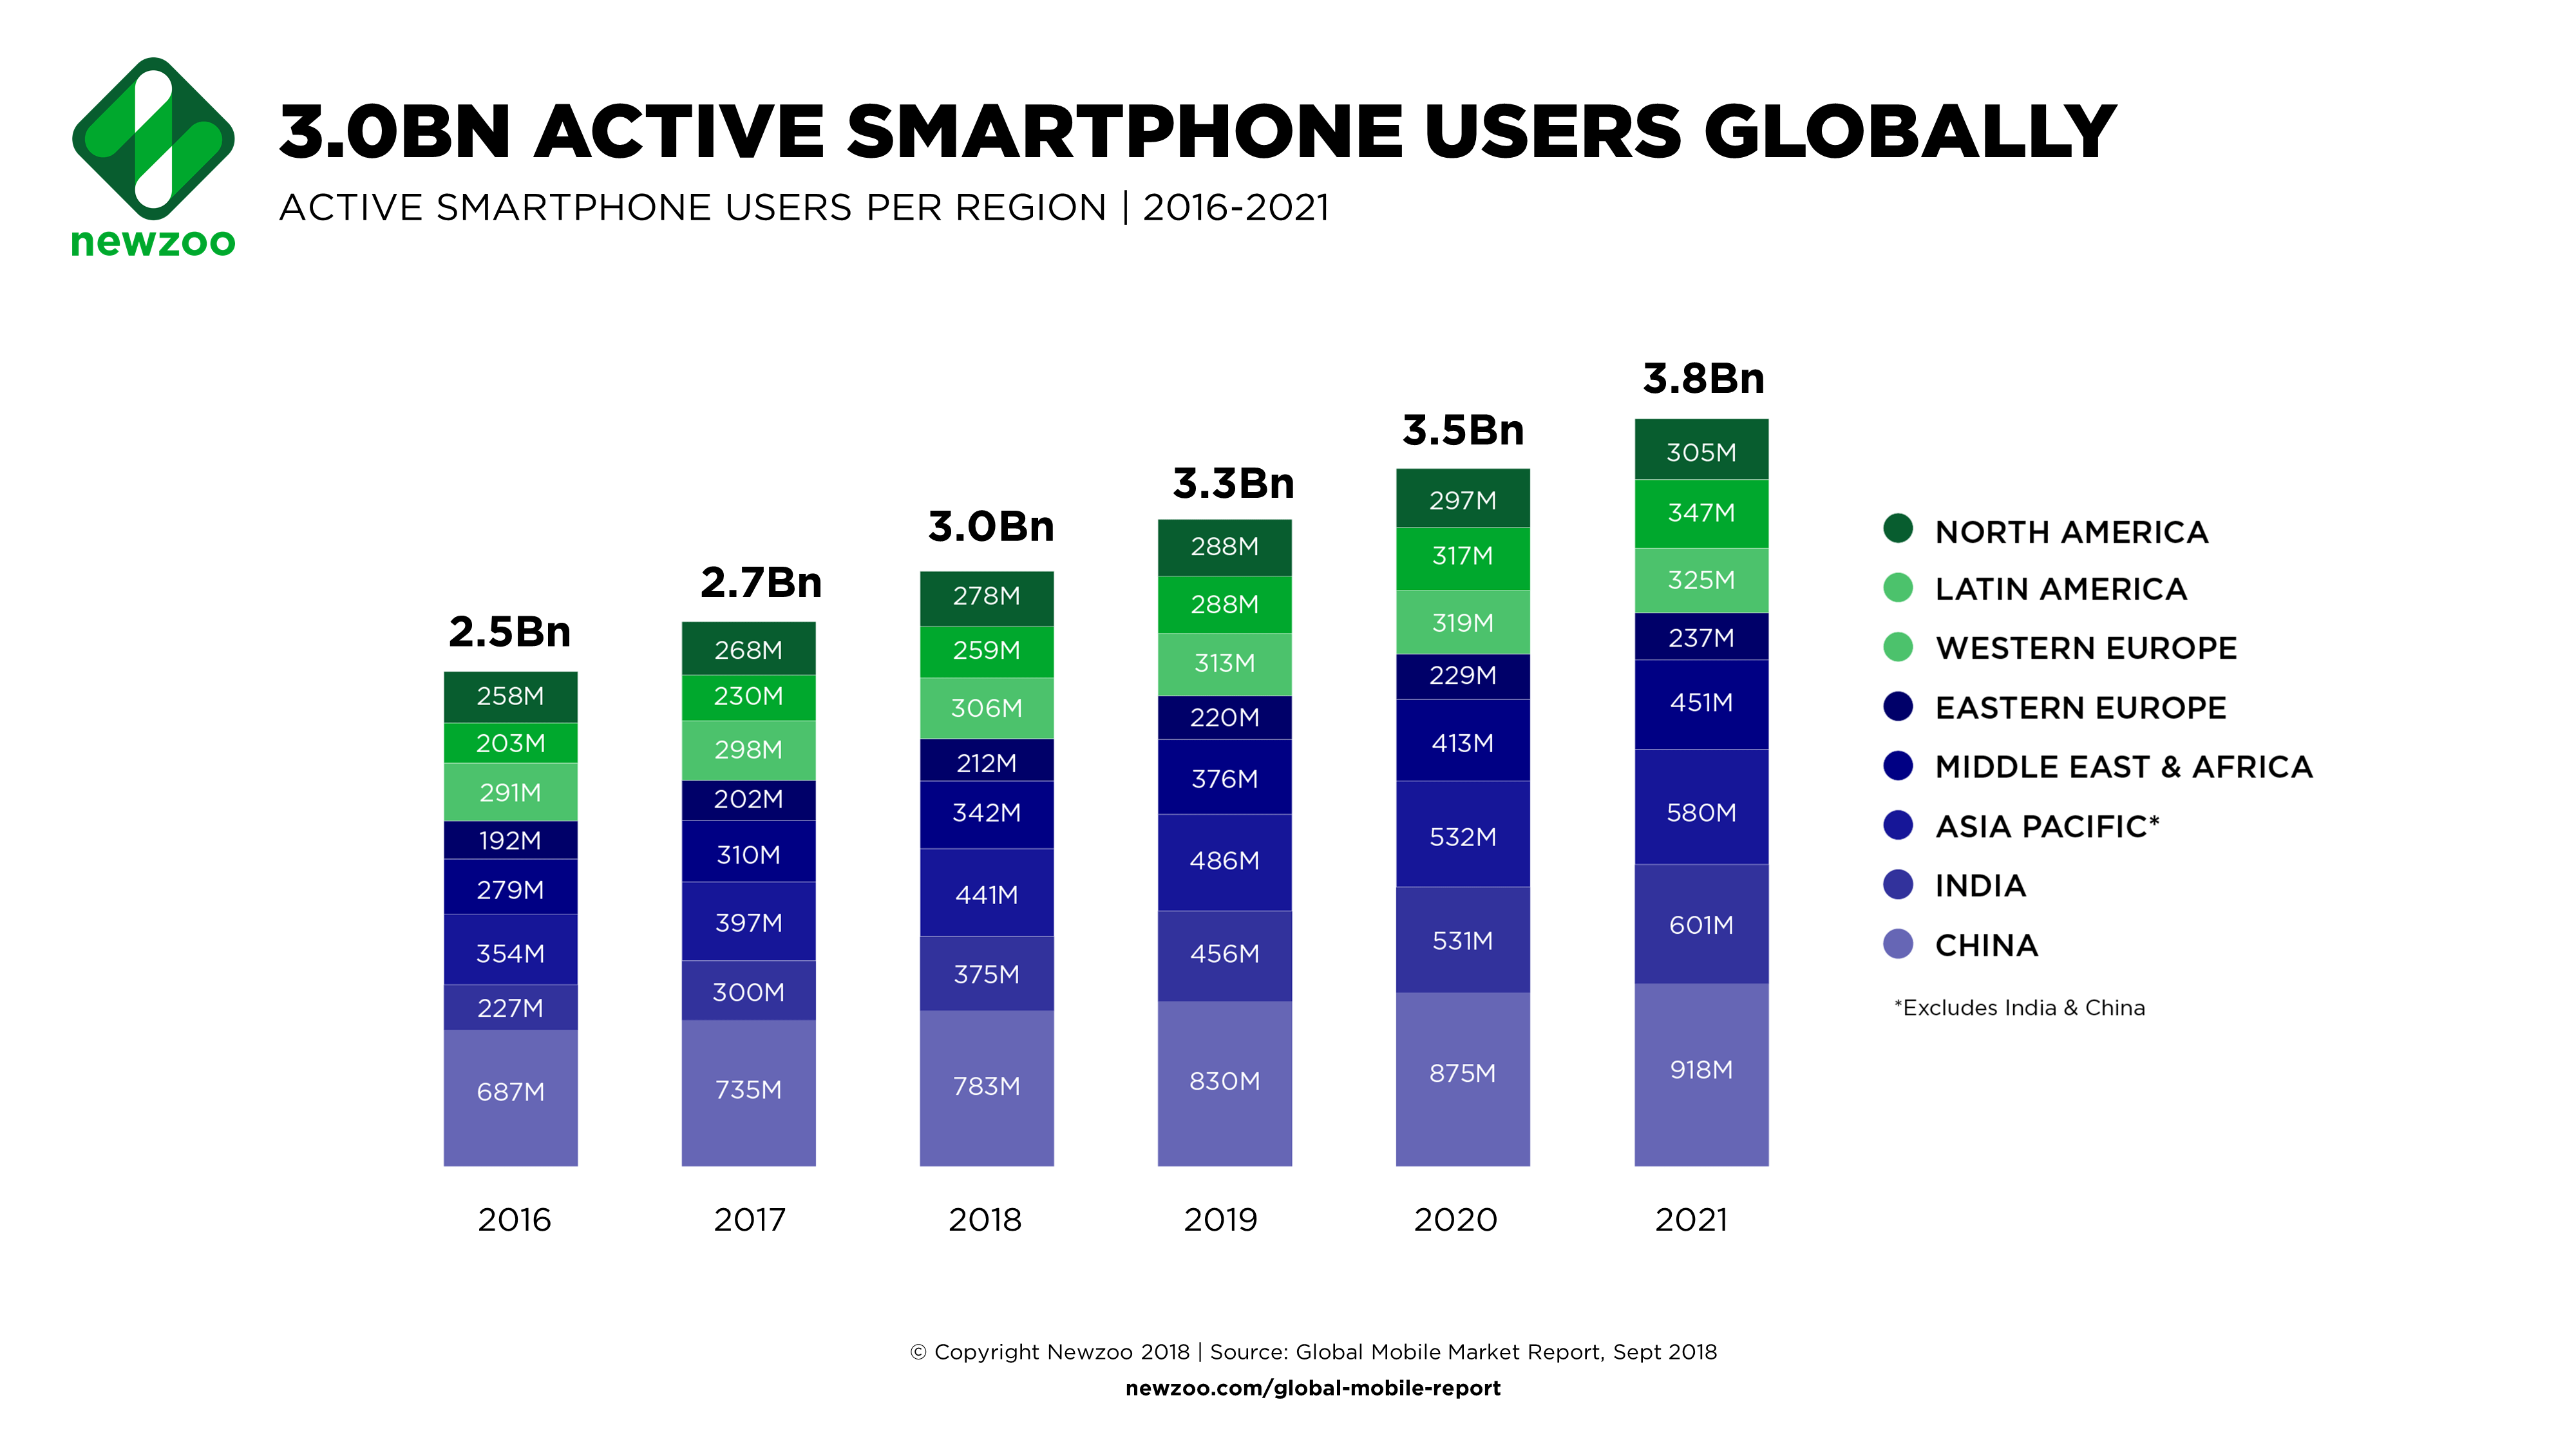 newzoo
3.0BN ACTIVE SMARTPHONE USERS GLOBALLY
ACTIVE SMARTPHONE USERS PER REGION | 2016-2021
2.5Bn
258M
203M
291M
192M
279M
354M
227M
687M
2016
2.7Bn
268M
230M
298M
202M
310M
397M
300M
735M
2017
3.0Bn
278M
259M
306M
212M
342M
441M
375M
783M
2018
3.3Bn
288M
288M
313M
220M
376M
486M
456M
830M
2019
3.5Bn
297M
317M
319M
229M
413M
532M
531M
875M
2020
3.8Bn
305M
347M
325M
237M
451M
580M
601M
918M
2021
NORTH AMERICA
LATIN AMERICA
WESTERN EUROPE
EASTERN EUROPE
MIDDLE EAST & AFRICA
ASIA PACIFIC*
INDIA
CHINA
*Excludes India & China
© Copyright Newzoo 2018 | Source: Global Mobile Market Report, Sept 2018
newzoo.com/global-mobile-report